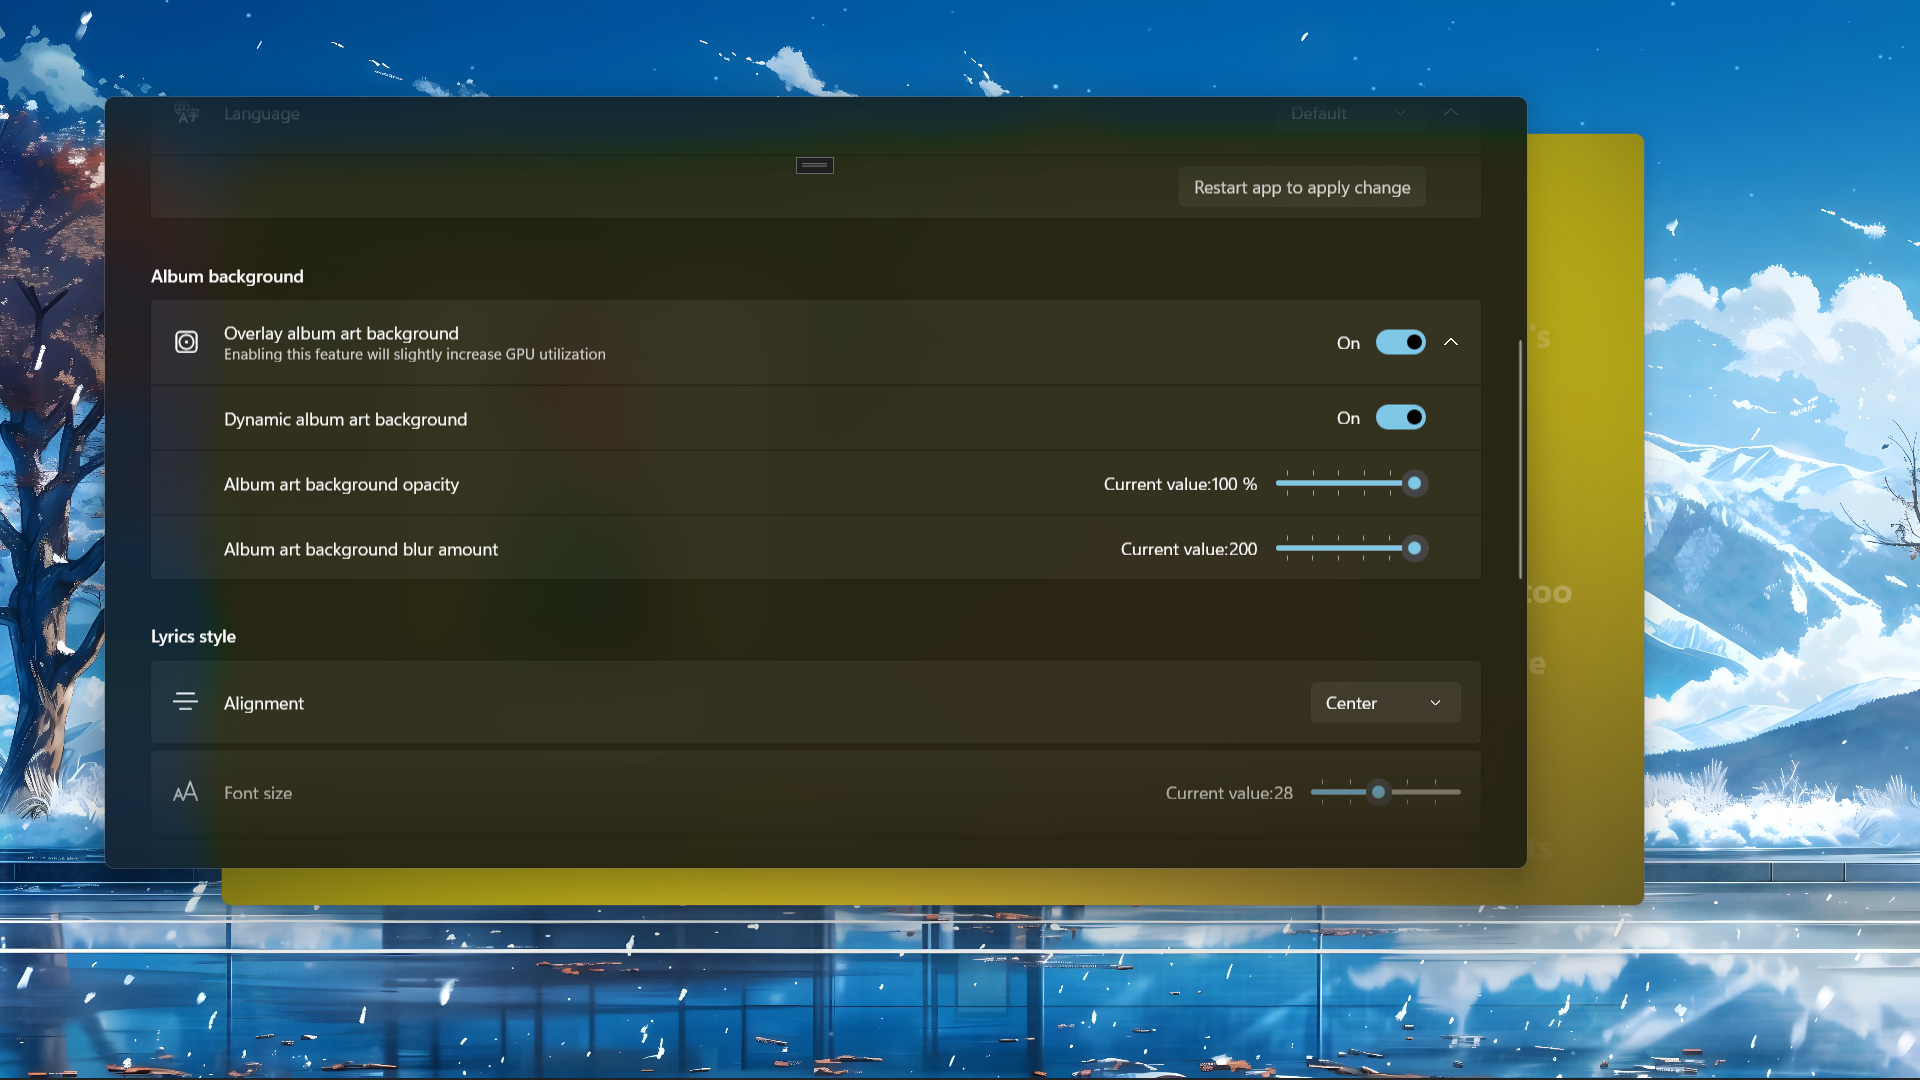 Language
Default
Restart app to apply change
Album background
Overlay album art background
On
Enabling this feature will slightly increase GPU utilization
's
Dynamic album art background
On
Album art background opacity
Current value:100 %
Album art background blur amount
Current value:200
too
Lyrics style
e
Alignment
Center
Font size
Current value:28
ts